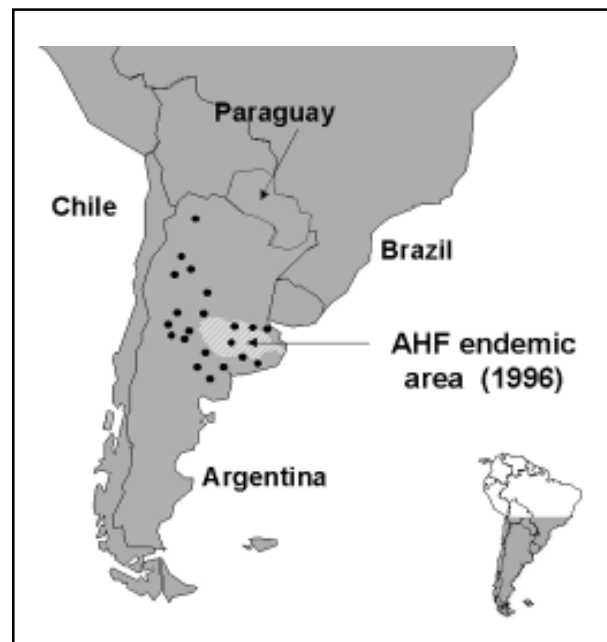 Paraguay
Chile
Brazil
AHF endemic
area (1996)
Argentina